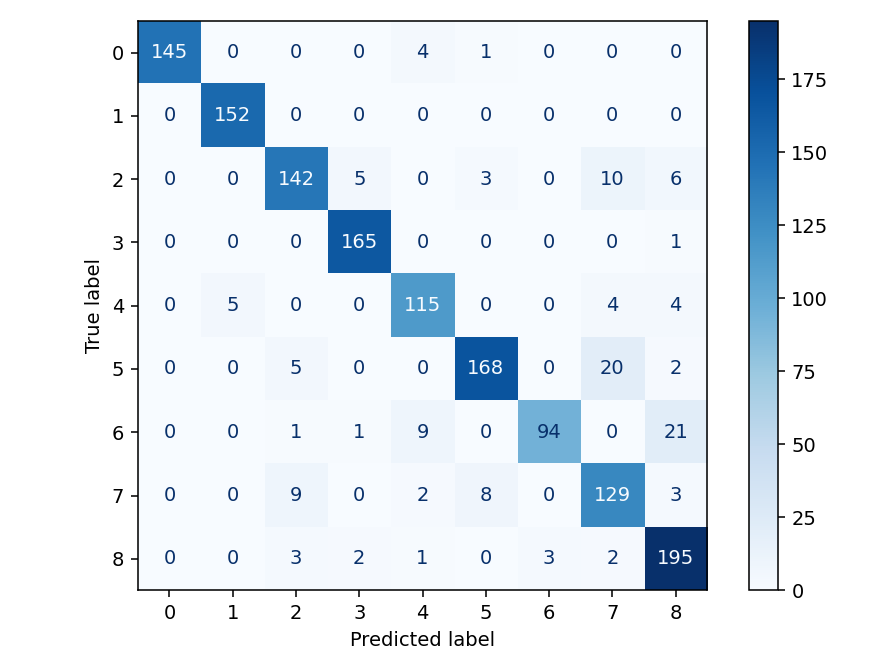 0 145 0 0 0 4 1 0 0 0
1 0 152 0 0 0 0 0 0 0
2 0 0 142 5 0 3 0 10 6
3 0 0 0 165 0 0 0 0 1
4 0 5 0 0 115 0 0 4 4
5 0 0 5 0 0 168 0 20 2
6 0 0 1 1 9 0 94 0 21
7 0 0 9 0 2 8 0 129 3
8 0 0 3 2 1 0 3 2 195
0 1 2 3 4 5 6 7 8
Predicted label
True label
175
150
125
100
75
50
25
0